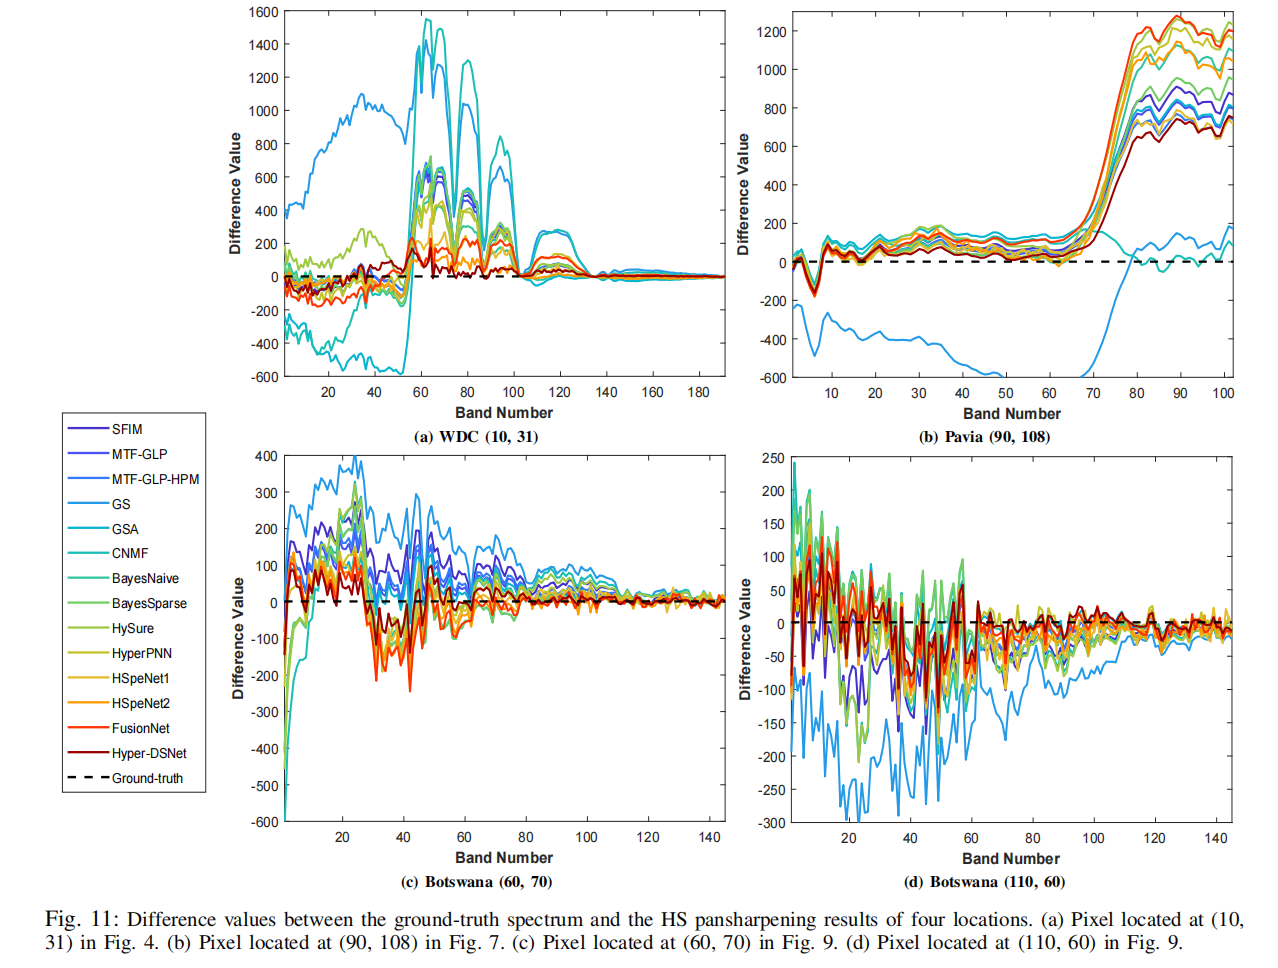 1600
1400
1200
1000
800
600
400
200
0
-200
-400
-600
Difference Value
20 40 60 80 100 120 140 160 180
Band Number
(a) WDC (10, 31)
1200
1000
800
600
400
200
0
-200
-400
-600
Difference Value
10 20 30 40 50 60 70 80 90 100
Band Number
(b) Pavia (90, 108)
SFIM
MTF-GLP
MTF-GLP-HPM
GS
GSA
CNMF
BayesNaive
BayesSparse
HySure
HyperPNN
HSpeNet1
HSpeNet2
FusionNet
Hyper-DSNet
Ground-truth
400
300
200
100
0
-100
-200
-300
-400
-500
-600
Difference Value
20 40 60 80 100 120 140
Band Number
(c) Botswana (60, 70)
250
200
150
100
50
0
-50
-100
-150
-200
-250
-300
Difference Value
20 40 60 80 100 120 140
Band Number
(d) Botswana (110, 60)
Fig. 11: Difference values between the ground-truth spectrum and the HS pansharpening results of four locations. (a) Pixel located at (10,
31) in Fig. 4. (b) Pixel located at (90, 108) in Fig. 7. (c) Pixel located at (60, 70) in Fig. 9. (d) Pixel located at (110, 60) in Fig. 9.